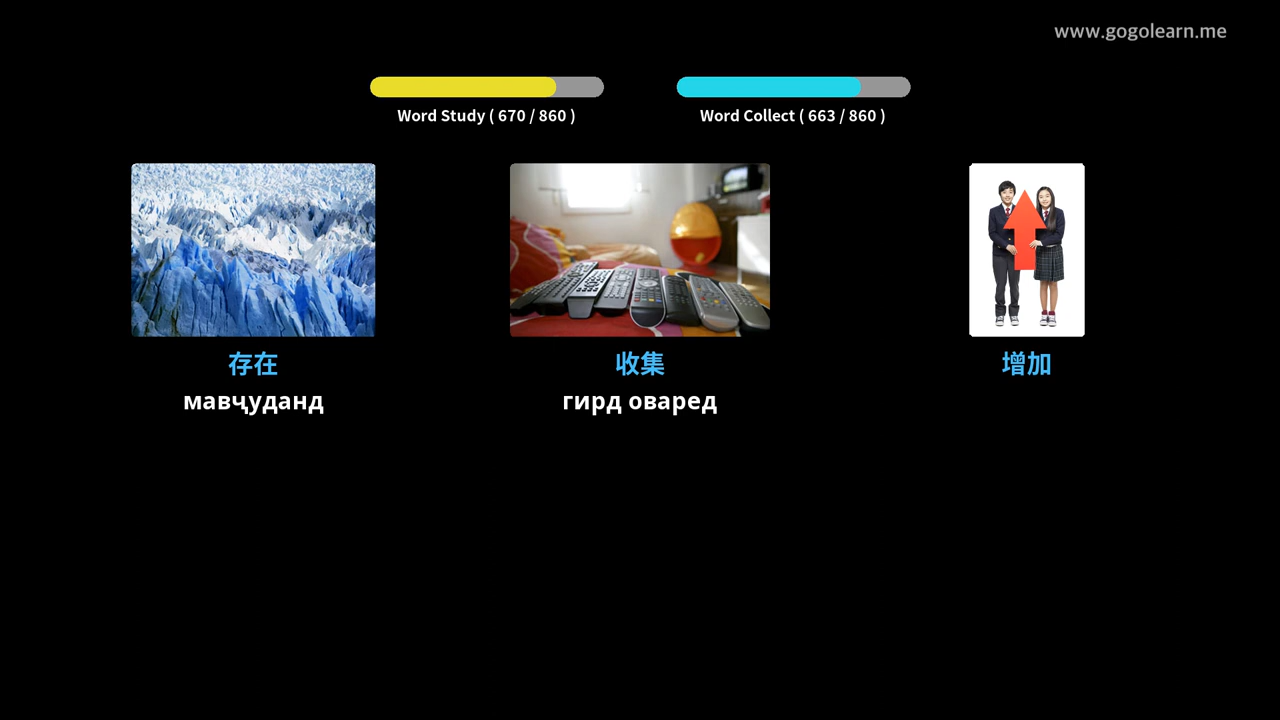 www.gogolearn.me
Word Study ( 670 / 860 )
Word Collect ( 663 / 860 )
存在
收集
增加
мавҷуданд
гирд оваред